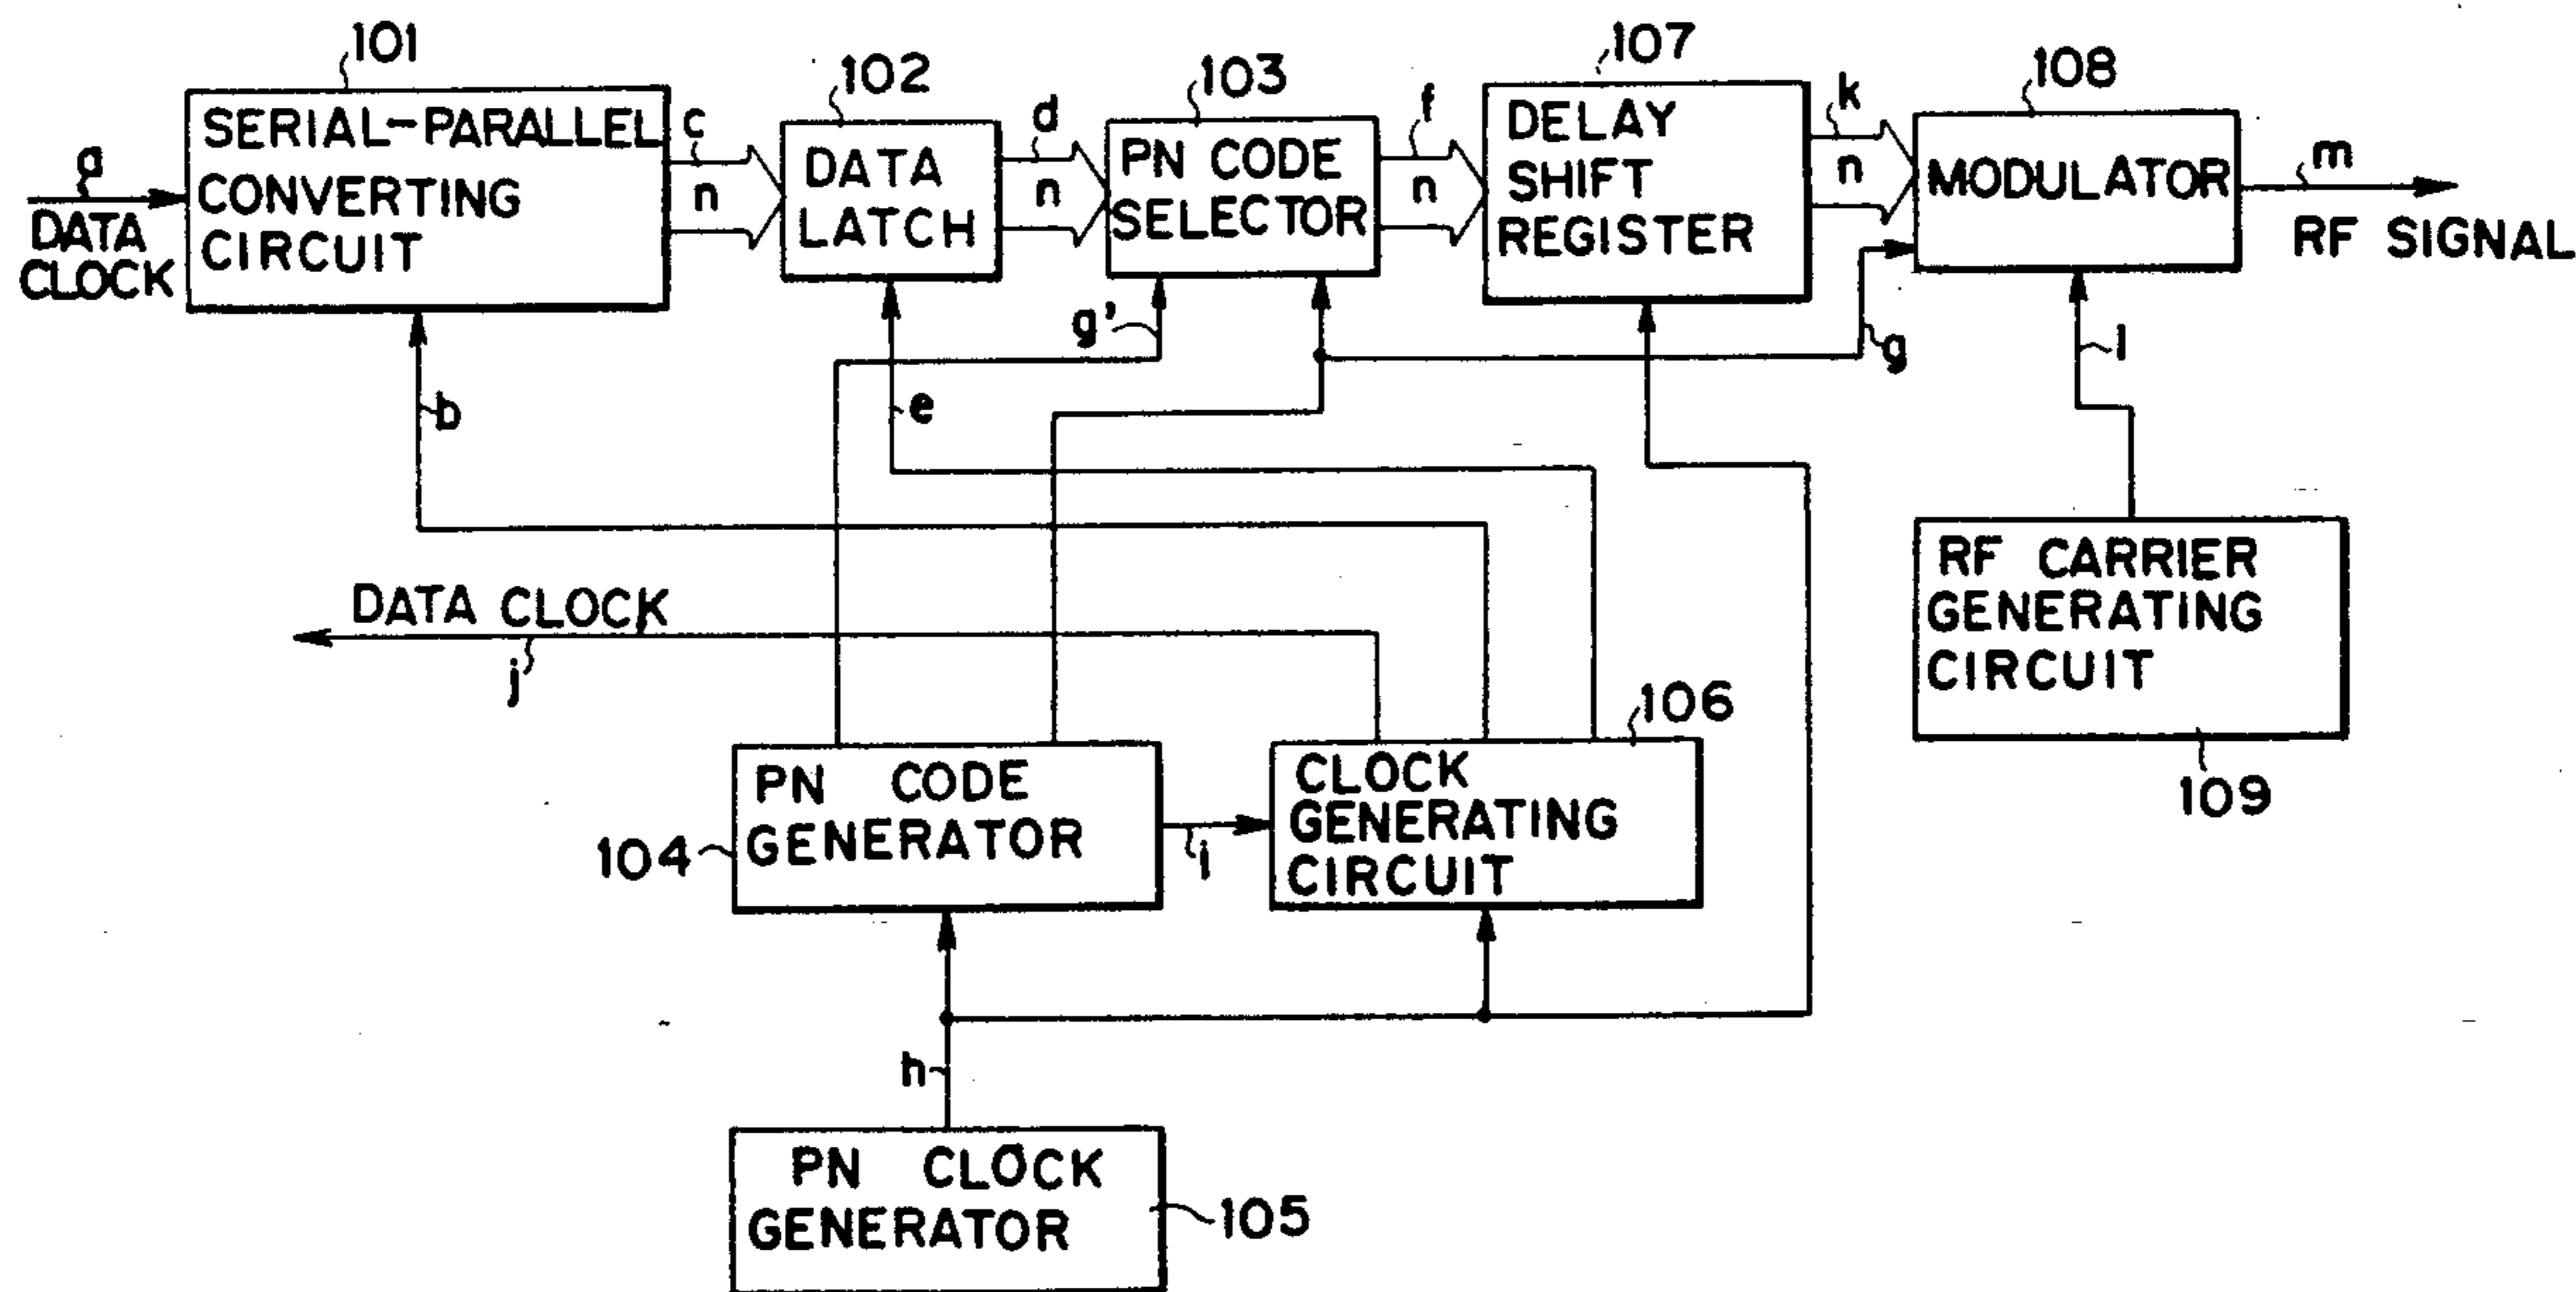 101
102
103
107
108
SERIAL-PARALLEL
CONVERTING
CIRCUIT
a
DATA
CLOCK
c
n
DATA
LATCH
d
n
PN CODE
SELECTOR
f
n
DELAY
SHIFT
REGISTER
k
n
MODULATOR
m
RF SIGNAL
g'
g
l
b
e
DATA CLOCK
j
RF CARRIER
GENERATING
CIRCUIT
109
106
PN CODE
GENERATOR
104
i
CLOCK
GENERATING
CIRCUIT
h
PN CLOCK
GENERATOR
105